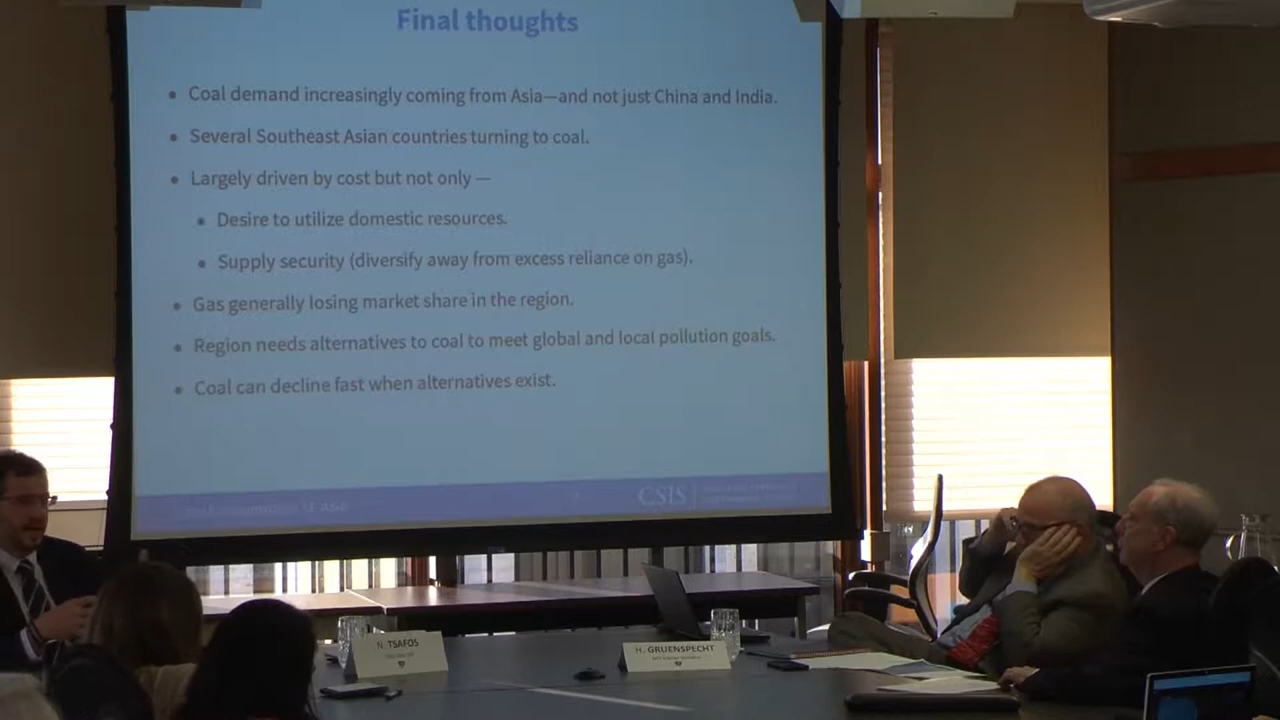 Final thoughts
Coal demand increasingly coming from Asia—and not just China and India.
Several Southeast Asian countries turning to coal.
Largely driven by cost but not only —
Desire to utilize domestic resources.
Supply security (diversify away from excess reliance on gas).
Gas generally losing market share in the region.
Region needs alternatives to coal to meet global and local pollution goals.
Coal can decline fast when alternatives exist.
CSIS
N. TSAFOS
H. GRUENSPECHT